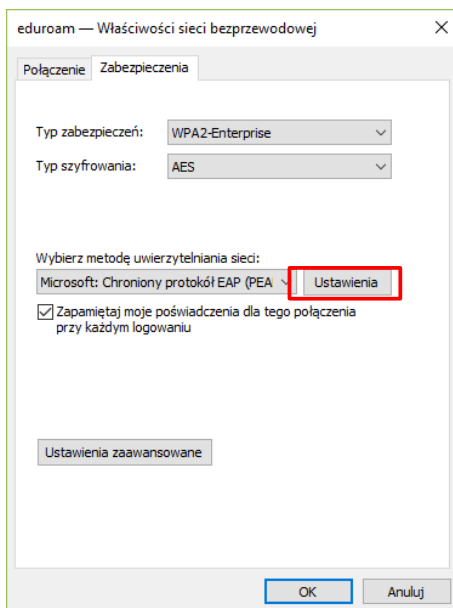 eduroam — Właściwości sieci bezprzewodowej
Połączenie Zabezpieczenia
Typ zabezpieczeń: WPA2-Enterprise
Typ szyfrowania: AES
Wybierz metodę uwierzytelniania sieci:
Microsoft: Chroniony protokół EAP (PEA Ustawienia
Zapamiętaj moje poświadczenia dla tego połączenia
przy każdym logowaniu
Ustawienia zaawansowane
OK Anuluj